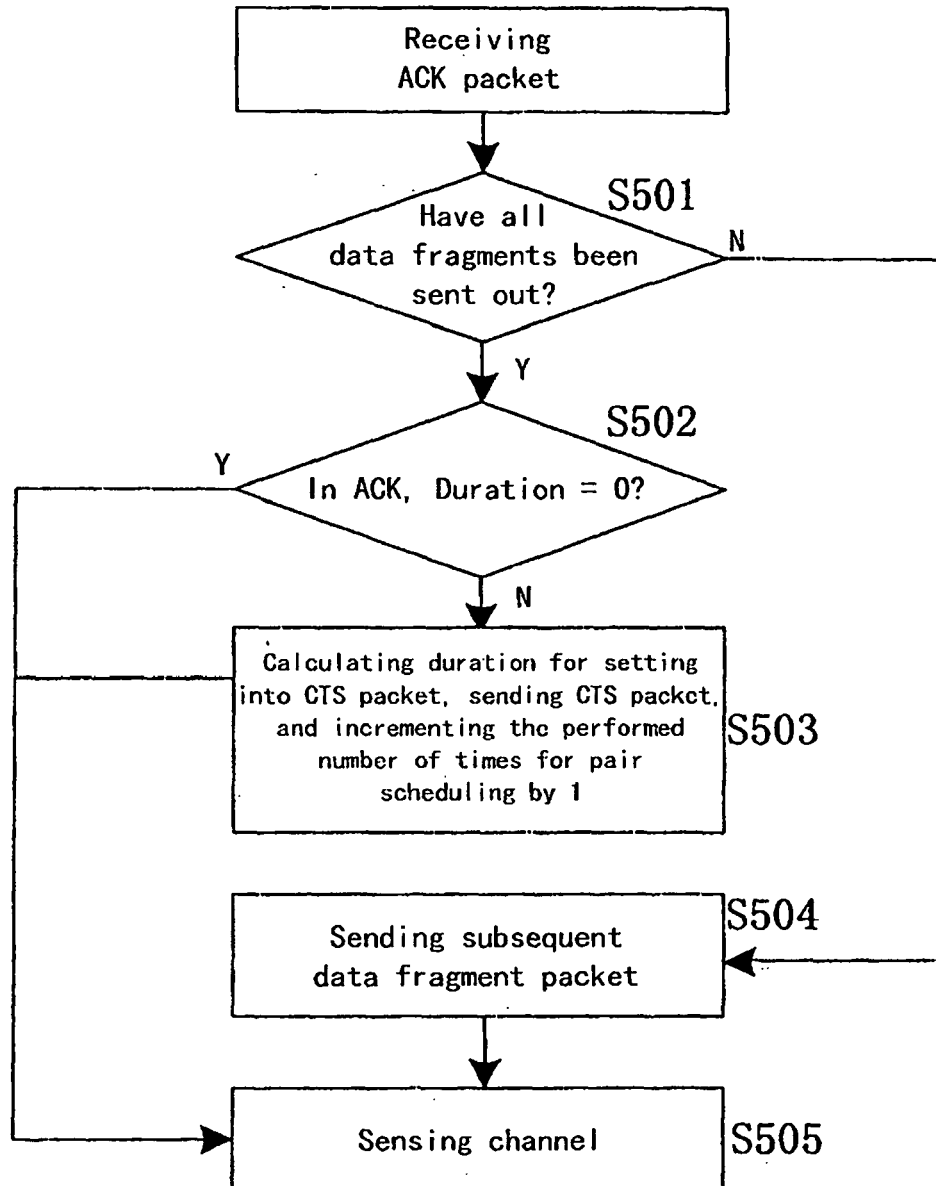 Receiving
ACK packet
S501
Have all
data fragments been
sent out?
N
Y
S502
Y
In ACK, Duration = 0?
N
Calculating duration for setting
into CTS packet, sending CTS packet,
and incrementing the performed
number of times for pair
scheduling by 1
S503
S504
Sending subsequent
data fragment packet
Sensing channel
S505